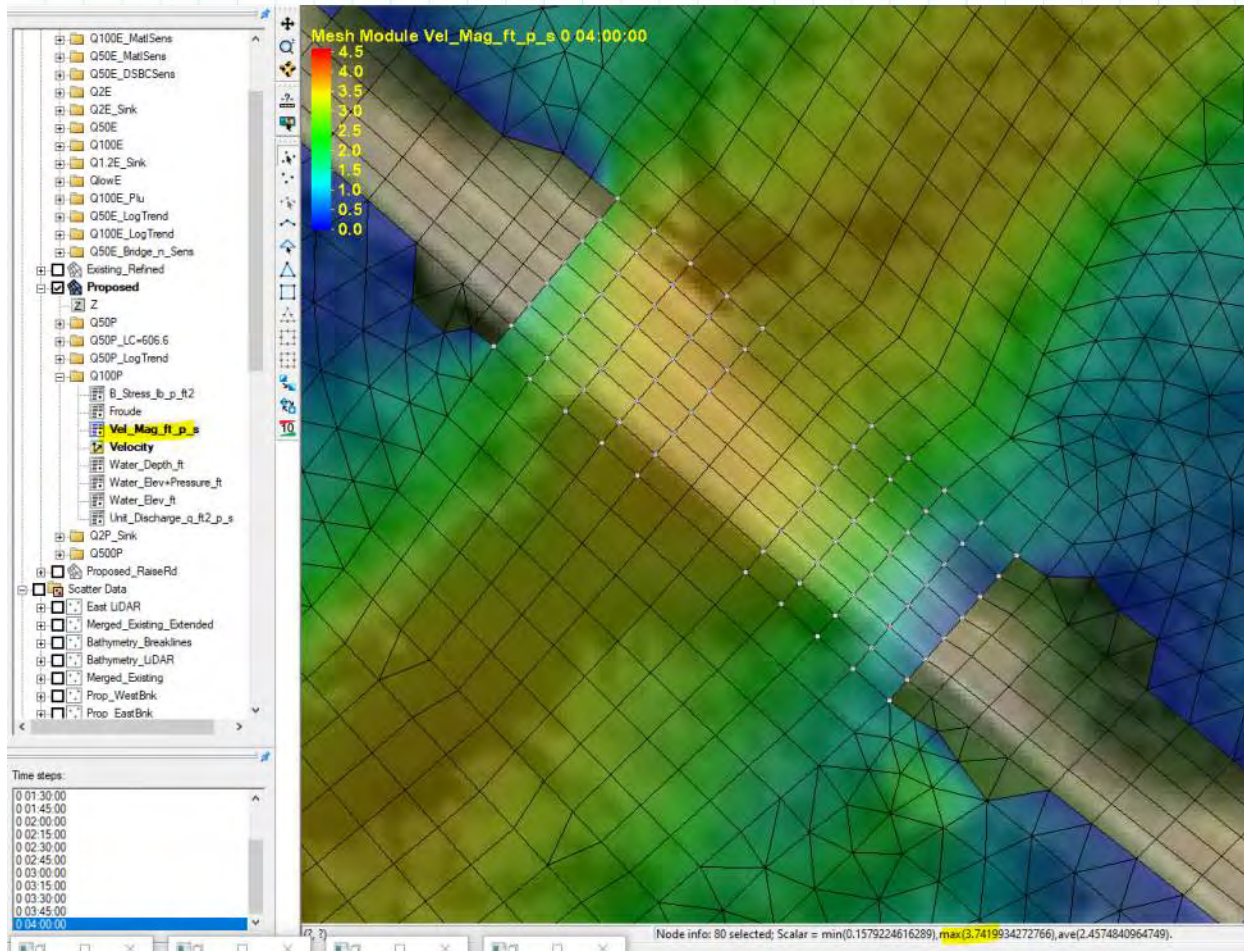 Q100E_MatlSens
Q50E_MatlSens
Q50E_DSBCSens
Q2E
Q2E_Sink
Q50E
Q100E
Q1.2E_Sink
QlowE
Q100E_Plu
Q50E_LogTrend
Q100E_LogTrend
Q50E_Bridge_n_Sens
Existing_Refined
Proposed
Z Z
Q50P
Q50P_LC=606.6
Q50P_LogTrend
Q100P
B_Stress_lb_p_ft2
Froude
Vel_Mag_ft_p_s
Velocity
Water_Depth_ft
Water_Elev+Pressure_ft
Water_Elev_ft
Unit_Discharge_q_ft2_p_s
Q2P_Sink
Q500P
Proposed_RaiseRd
Scatter Data
East LiDAR
Merged_Existing_Extended
Bathymetry_Breaklines
Bathymetry_LiDAR
Merged_Existing
Prop_WestBnk
Prop_EastBnk
Time steps:
0 01:30:00
0 01:45:00
0 02:00:00
0 02:15:00
0 02:30:00
0 02:45:00
0 03:00:00
0 03:15:00
0 03:30:00
0 03:45:00
0 04:00:00
-?-
10
Mesh Module Vel_Mag_ft_p_s 0 04:00:00
4.5
4.0
3.5
3.0
2.5
2.0
1.5
1.0
0.5
0.0
(?, ?)
Node info: 80 selected; Scalar = min(0.1579224616289),max(3.7419934272766),ave(2.4574840964749).